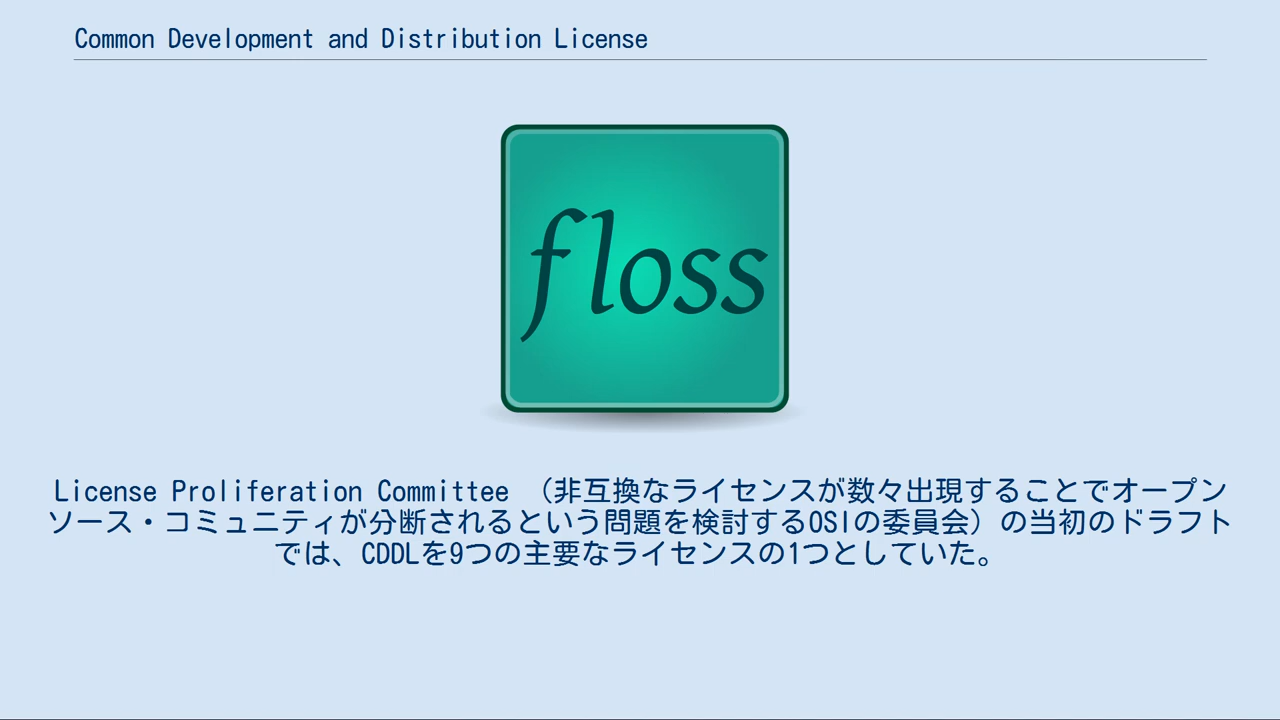 Common Development and Distribution License
floss
License Proliferation Committee （非互換なライセンスが数々出現することでオープン
ソース・コミュニティが分断されるという問題を検討するOSIの委員会）の当初のドラフト
では、CDDLを9つの主要なライセンスの1つとしていた。